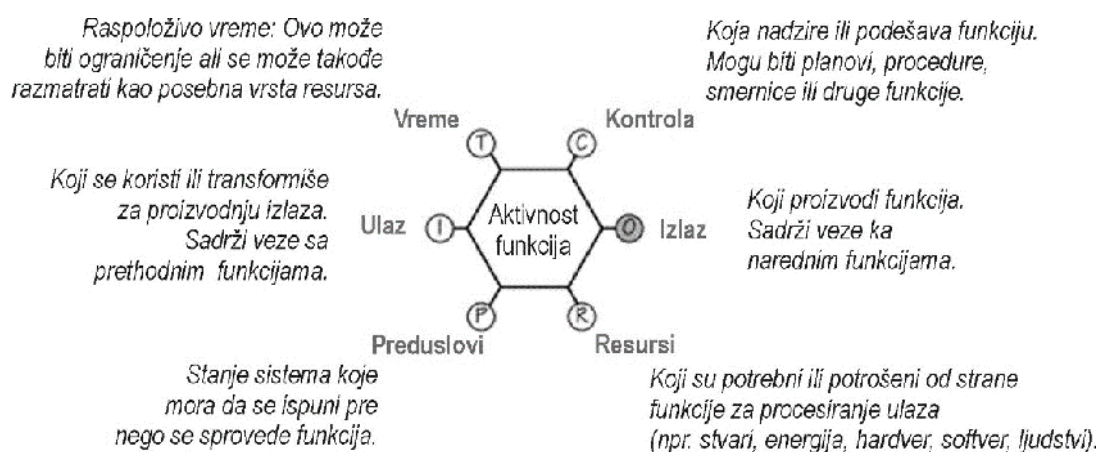 Raspoloživo vreme: Ovo može
biti ograničenje ali se može takođe
razmatrati kao posebna vrsta resursa.
Koja nadzire ili podešava funkciju.
Mogu biti planovi, procedure,
smernice ili druge funkcije.
Vreme
Kontrola
T
C
Koji se koristi ili transformiše
za proizvodnju izlaza.
Sadrži veze sa
prethodnim funkcijama.
Ulaz
I
Aktivnost
funkcija
O
Izlaz
Koji proizvodi funkcija.
Sadrži veze ka
narednim funkcijama.
P
R
Preduslovi
Resursi
Stanje sistema koje
mora da se ispuni pre
nego se sprovede funkcija.
Koji su potrebni ili potrošeni od strane
funkcije za procesiranje ulaza
(npr. stvari, energija, hardver, softver, ljudstvi).